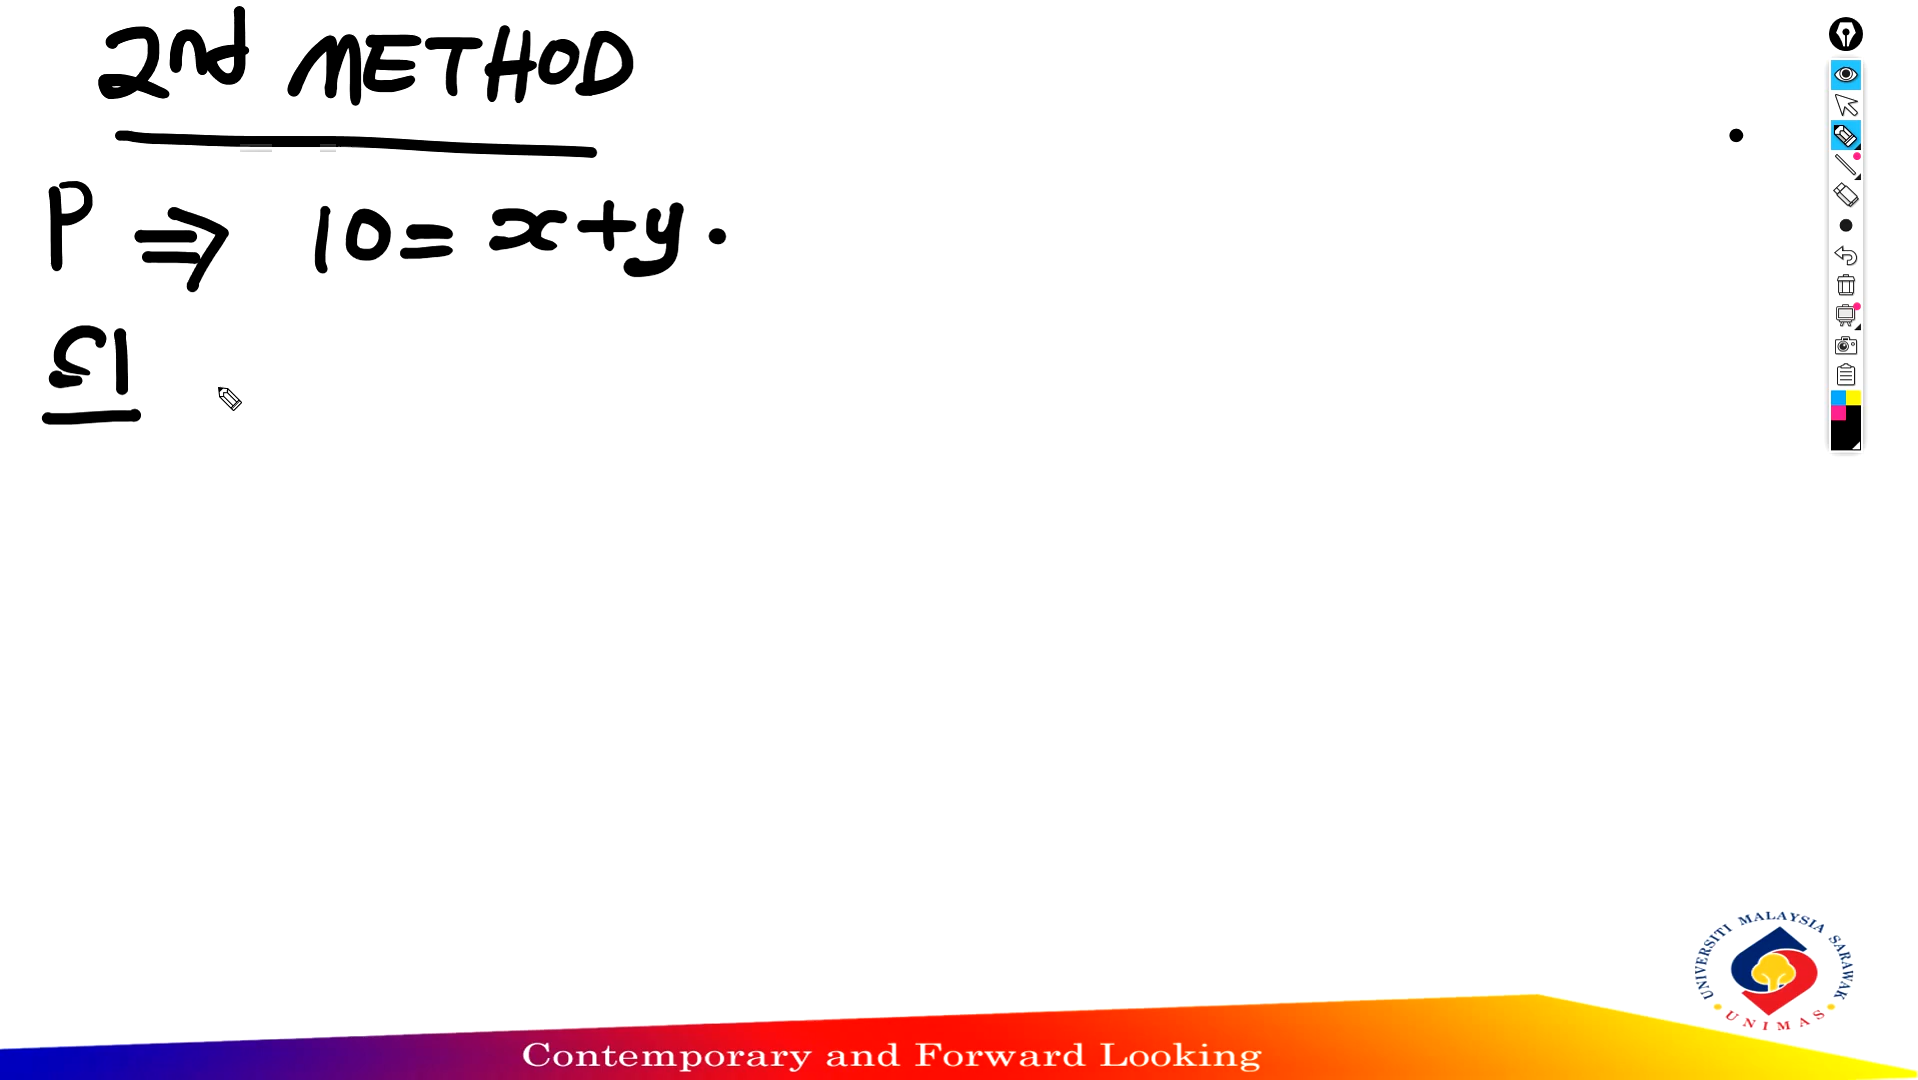 2nd METHOD
P ⇒ 10 = x + y .
S1
UNIVERSITI MALAYSIA SARAWAK
UNIMAS
Contemporary and Forward Looking